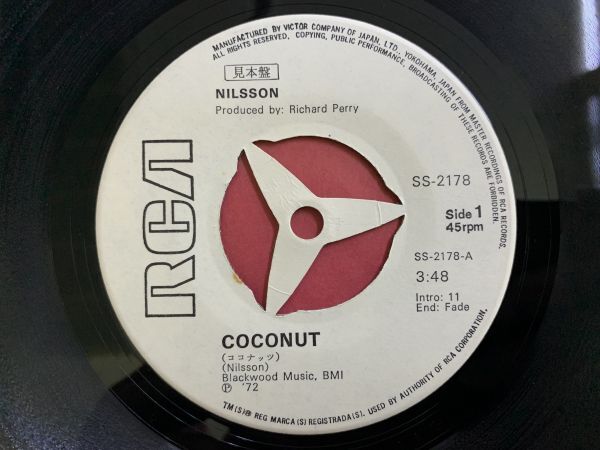 MANUFACTURED BY VICTOR COMPANY OF JAPAN, LTD., YOKOHAMA, JAPAN FROM MASTER RECORDINGS OF RCA RECORDS.
ALL RIGHTS RESERVED. COPYING, PUBLIC PERFORMANCE, BROADCASTING OF THESE RECORDS ARE FORBIDDEN.
見本盤
NILSSON
Produced by: Richard Perry
RCA
SS-2178
Side 1
45rpm
SS-2178-A
3:48
Intro: 11
End: Fade
COCONUT
(ココナッツ)
(Nilsson)
Blackwood Music, BMI
Ⓟ '72
TM(S)® REG MARCA(S) REGISTRADA(S). USED BY AUTHORITY OF RCA CORPORATION.